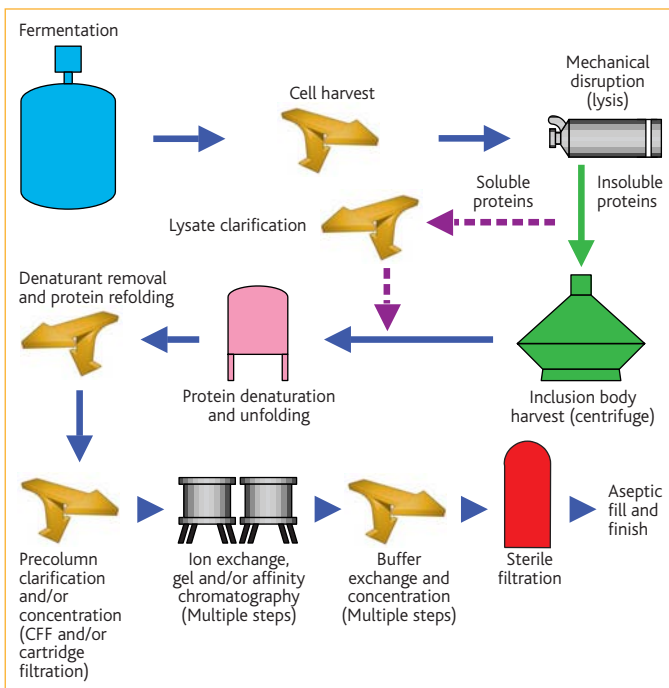 Fermentation
Cell harvest
Mechanical
disruption
(lysis)
Soluble
proteins
Insoluble
proteins
Lysate clarification
Denaturant removal
and protein refolding
Protein denaturation
and unfolding
Inclusion body
harvest (centrifuge)
Precolumn
clarification
and/or
concentration
(CFF and/or
cartridge
filtration)
Ion exchange,
gel and/or affinity
chromatography
(Multiple steps)
Buffer
exchange and
concentration
(Multiple steps)
Sterile
filtration
Aseptic
fill and
finish